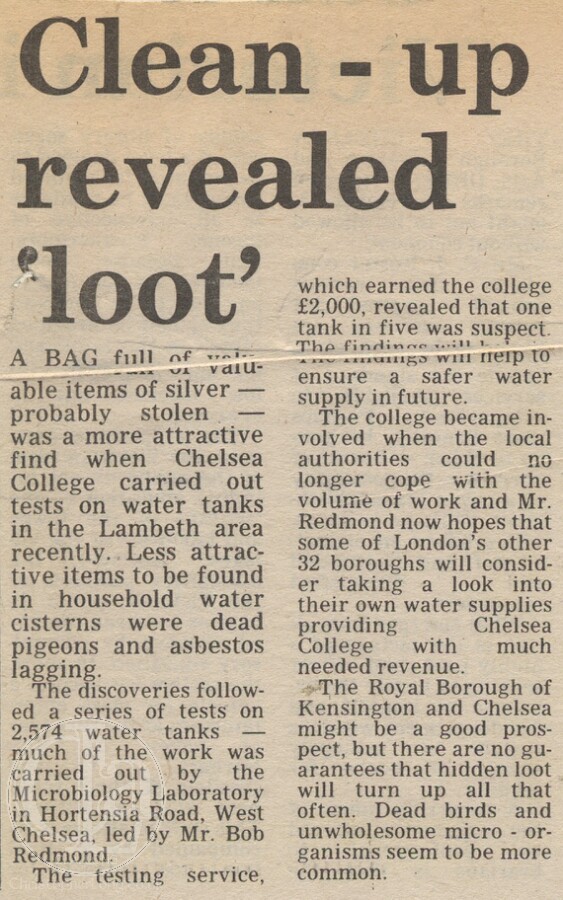 Clean - up
revealed
‘loot’
A BAG full of valu-
able items of silver —
probably stolen —
was a more attractive
find when Chelsea
College carried out
tests on water tanks
in the Lambeth area
recently. Less attrac-
tive items to be found
in household water
cisterns were dead
pigeons and asbestos
lagging.
The discoveries follow-
ed a series of tests on
2,574 water tanks —
much of the work was
carried out by the
Microbiology Laboratory
in Hortensia Road, West
Chelsea, led by Mr. Bob
Redmond.
The testing service,
which earned the college
£2,000, revealed that one
tank in five was suspect.
The findings will help to
ensure a safer water
supply in future.
The college became in-
volved when the local
authorities could no
longer cope with the
volume of work and Mr.
Redmond now hopes that
some of London's other
32 boroughs will consid-
er taking a look into
their own water supplies
providing Chelsea
College with much
needed revenue.
The Royal Borough of
Kensington and Chelsea
might be a good pros-
pect, but there are no gu-
arantees that hidden loot
will turn up all that
often. Dead birds and
unwholesome micro - or-
ganisms seem to be more
common.